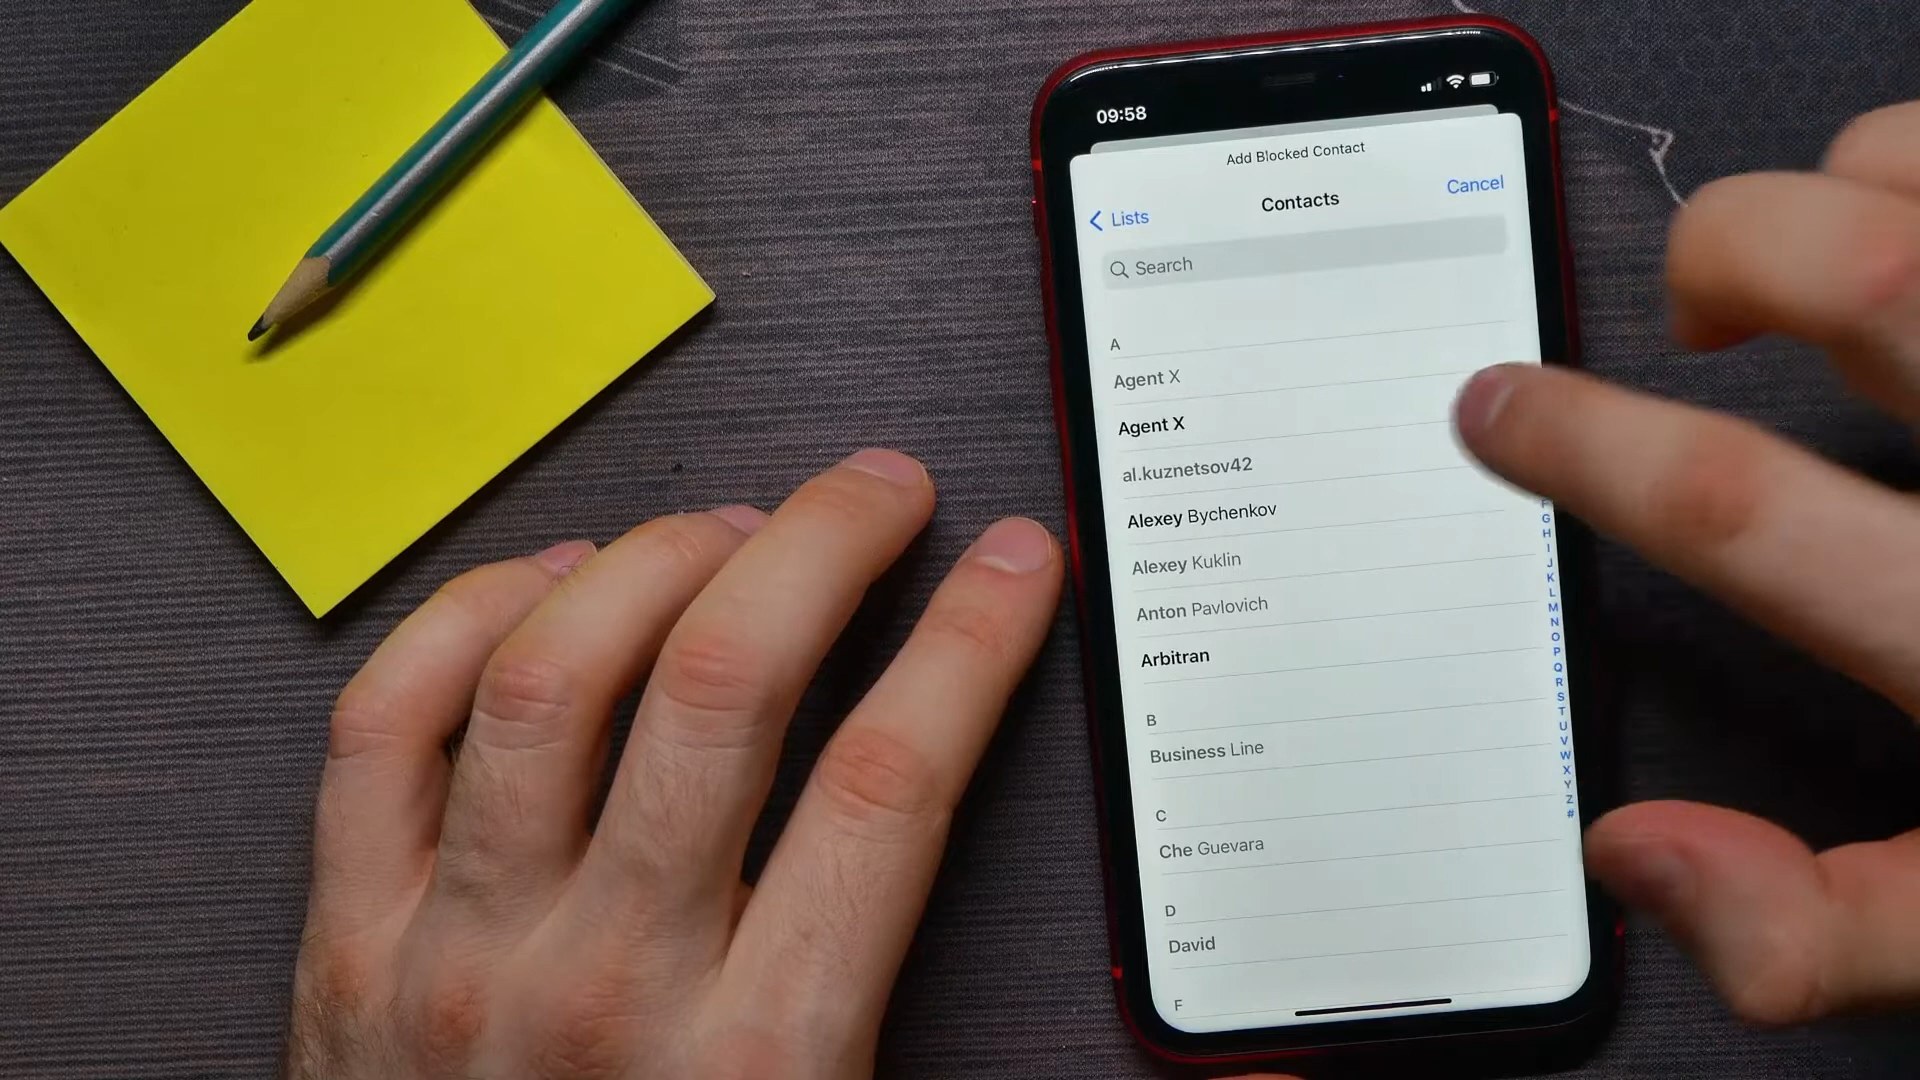 09:58
Add Blocked Contact
Lists
Contacts
Cancel
Search
A
Agent X
Agent X
al.kuznetsov42
Alexey Bychenkov
Alexey Kuklin
Anton Pavlovich
Arbitran
B
Business Line
C
Che Guevara
D
David
F
F
G
H
I
J
K
L
M
N
O
P
Q
R
S
T
U
V
W
X
Y
Z
#